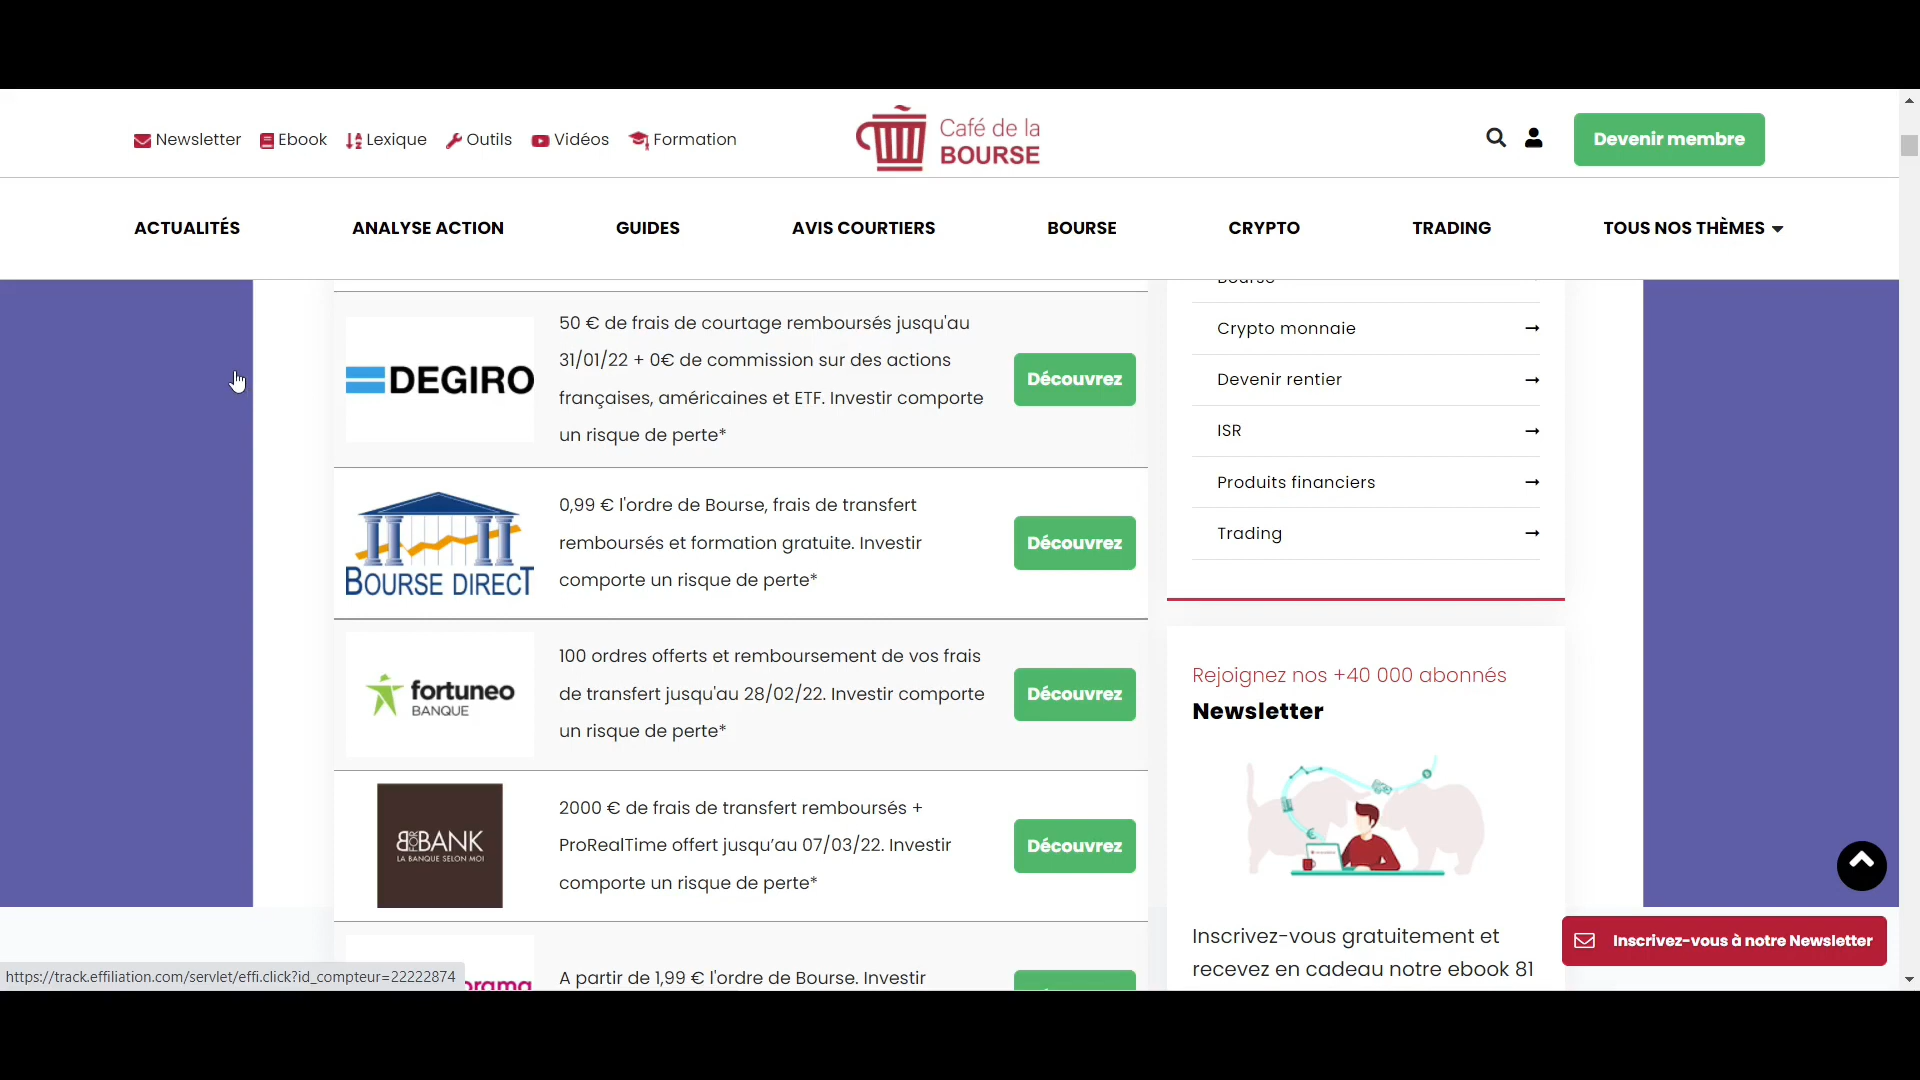 Newsletter
Ebook
Lexique
Outils
Vidéos
Formation
Café de la
BOURSE
Devenir membre
ACTUALITÉS
ANALYSE ACTION
GUIDES
AVIS COURTIERS
BOURSE
CRYPTO
TRADING
TOUS NOS THÈMES
DEGIRO
50 € de frais de courtage remboursés jusqu'au
31/01/22 + 0€ de commission sur des actions
françaises, américaines et ETF. Investir comporte
un risque de perte*
Découvrez
BOURSE DIRECT
0,99 € l'ordre de Bourse, frais de transfert
remboursés et formation gratuite. Investir
comporte un risque de perte*
Découvrez
fortuneo
BANQUE
100 ordres offerts et remboursement de vos frais
de transfert jusqu'au 28/02/22. Investir comporte
un risque de perte*
Découvrez
BFOR BANK
LA BANQUE SELON MOI
2000 € de frais de transfert remboursés +
ProRealTime offert jusqu’au 07/03/22. Investir
comporte un risque de perte*
Découvrez
A partir de 1,99 € l'ordre de Bourse. Investir
Bourse
Crypto monnaie
Devenir rentier
ISR
Produits financiers
Trading
Rejoignez nos +40 000 abonnés
Newsletter
Inscrivez-vous gratuitement et
recevez en cadeau notre ebook 81
Inscrivez-vous à notre Newsletter
https://track.effiliation.com/servlet/effi.click?id_compteur=22222874